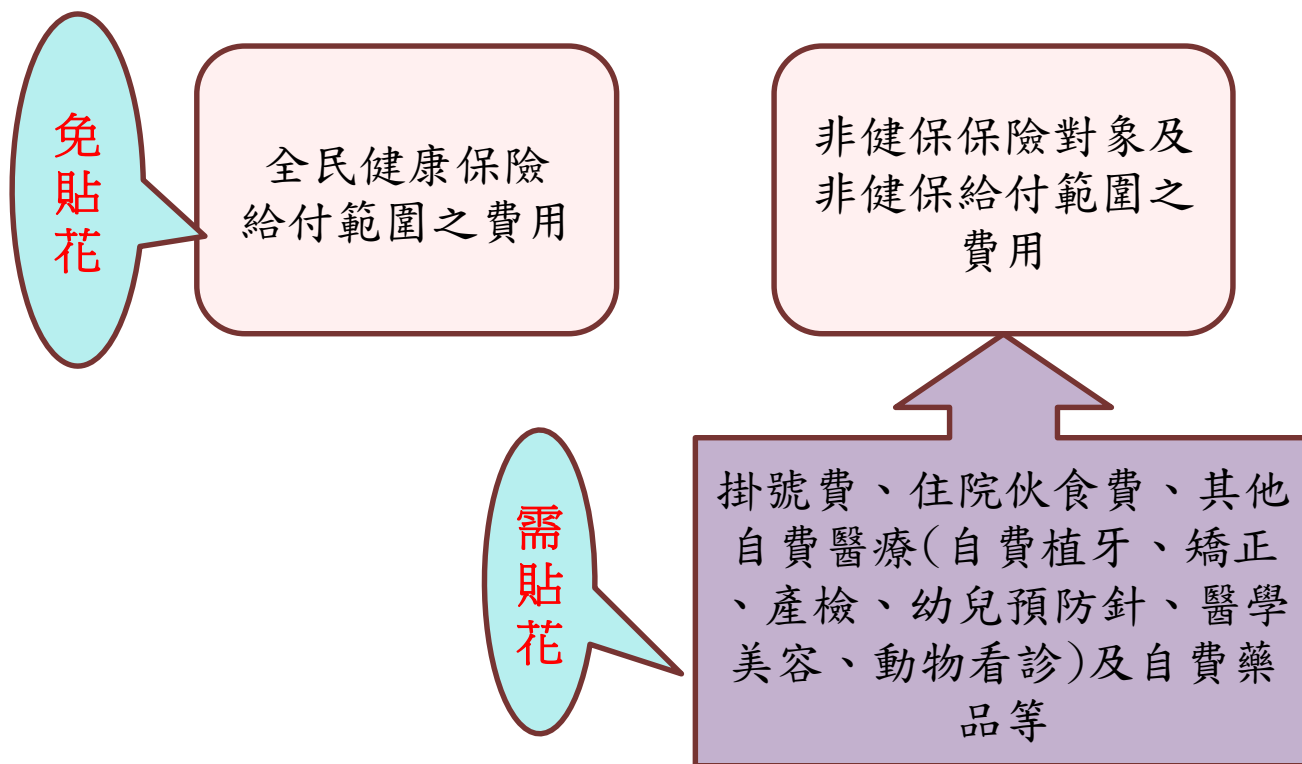 免貼花
全民健康保險
給付範圍之費用
非健保保險對象及
非健保給付範圍之
費用
需貼花
掛號費、住院伙食費、其他
自費醫療(自費植牙、矯正
、產檢、幼兒預防針、醫學
美容、動物看診)及自費藥
品等